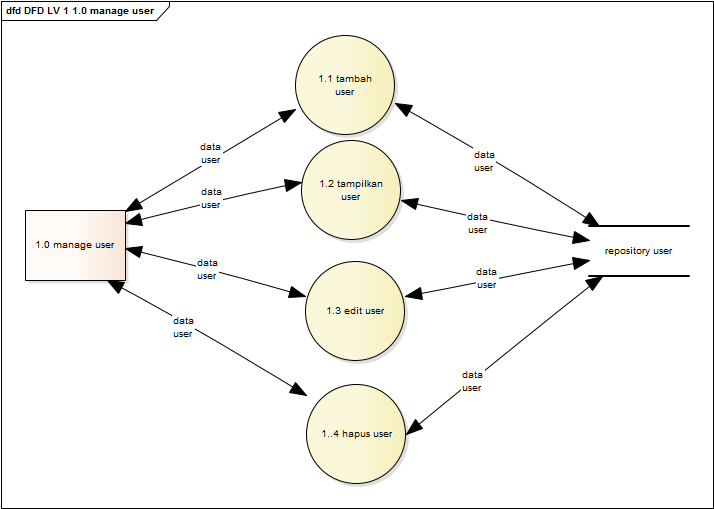 dfd DFD LV 1 1.0 manage user
1.1 tambah
user
data
user
data
user
1.2 tampilkan
user
data
user
data
user
1.0 manage user
repository user
data
user
data
user
1.3 edit user
data
user
data
user
1..4 hapus user